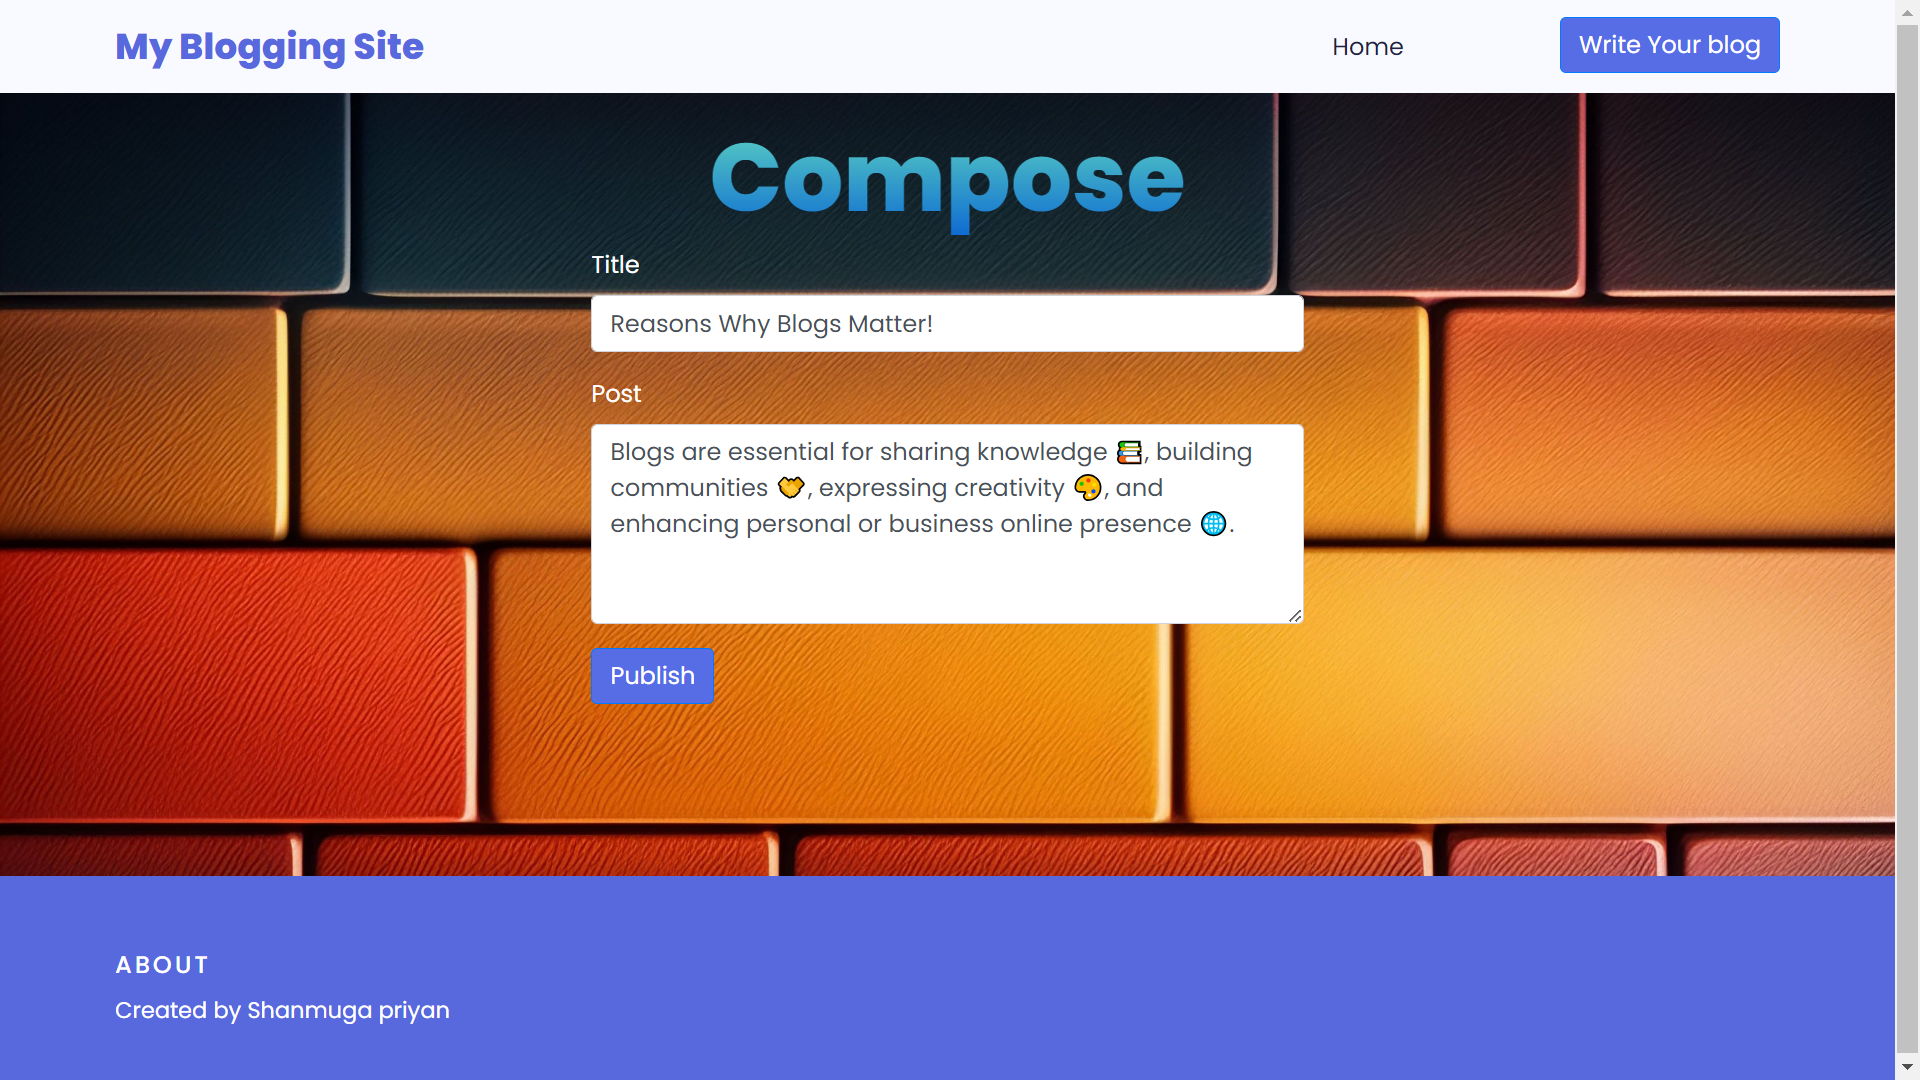 My Blogging Site
Home
Write Your blog
Compose
Title
Reasons Why Blogs Matter!
Post
Blogs are essential for sharing knowledge 📚, building
communities 🤝, expressing creativity 🎨, and
enhancing personal or business online presence 🌐.
Publish
ABOUT
Created by Shanmuga priyan